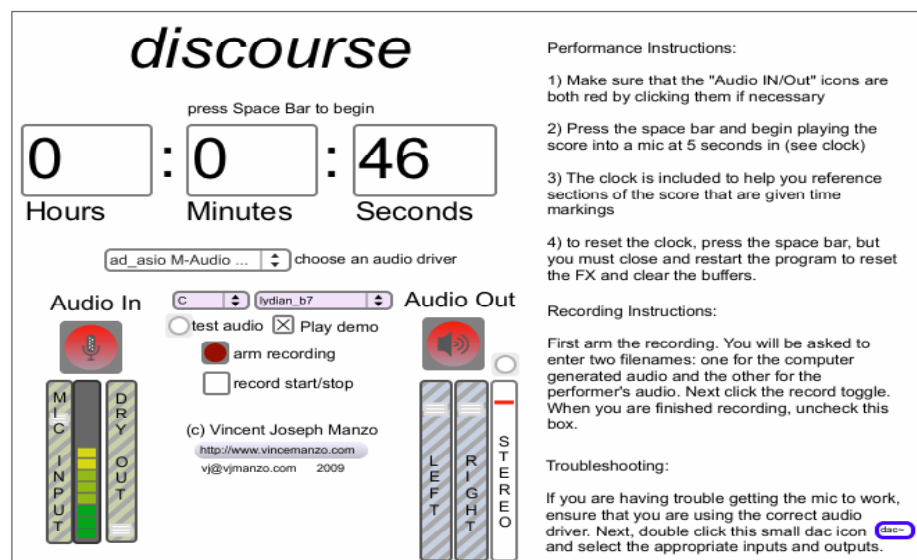 discourse
press Space Bar to begin
0 : 0 : 46
Hours Minutes Seconds
ad_asio M-Audio ... choose an audio driver
Audio In
C lydian_b7
Audio Out
test audio Play demo
arm recording
record start/stop
MIC INPUT
DRY OUT
(c) Vincent Joseph Manzo
http://www.vincemanzo.com
vj@vjmanzo.com 2009
LEFT
RIGHT
STEREO
Performance Instructions:
1) Make sure that the "Audio IN/Out" icons are
both red by clicking them if necessary
2) Press the space bar and begin playing the
score into a mic at 5 seconds in (see clock)
3) The clock is included to help you reference
sections of the score that are given time
markings
4) to reset the clock, press the space bar, but
you must close and restart the program to reset
the FX and clear the buffers.
Recording Instructions:
First arm the recording. You will be asked to
enter two filenames: one for the computer
generated audio and the other for the
performer's audio. Next click the record toggle.
When you are finished recording, uncheck this
box.
Troubleshooting:
If you are having trouble getting the mic to work,
ensure that you are using the correct audio
driver. Next, double click this small dac icon dac~
and select the appropriate inputs and outputs.